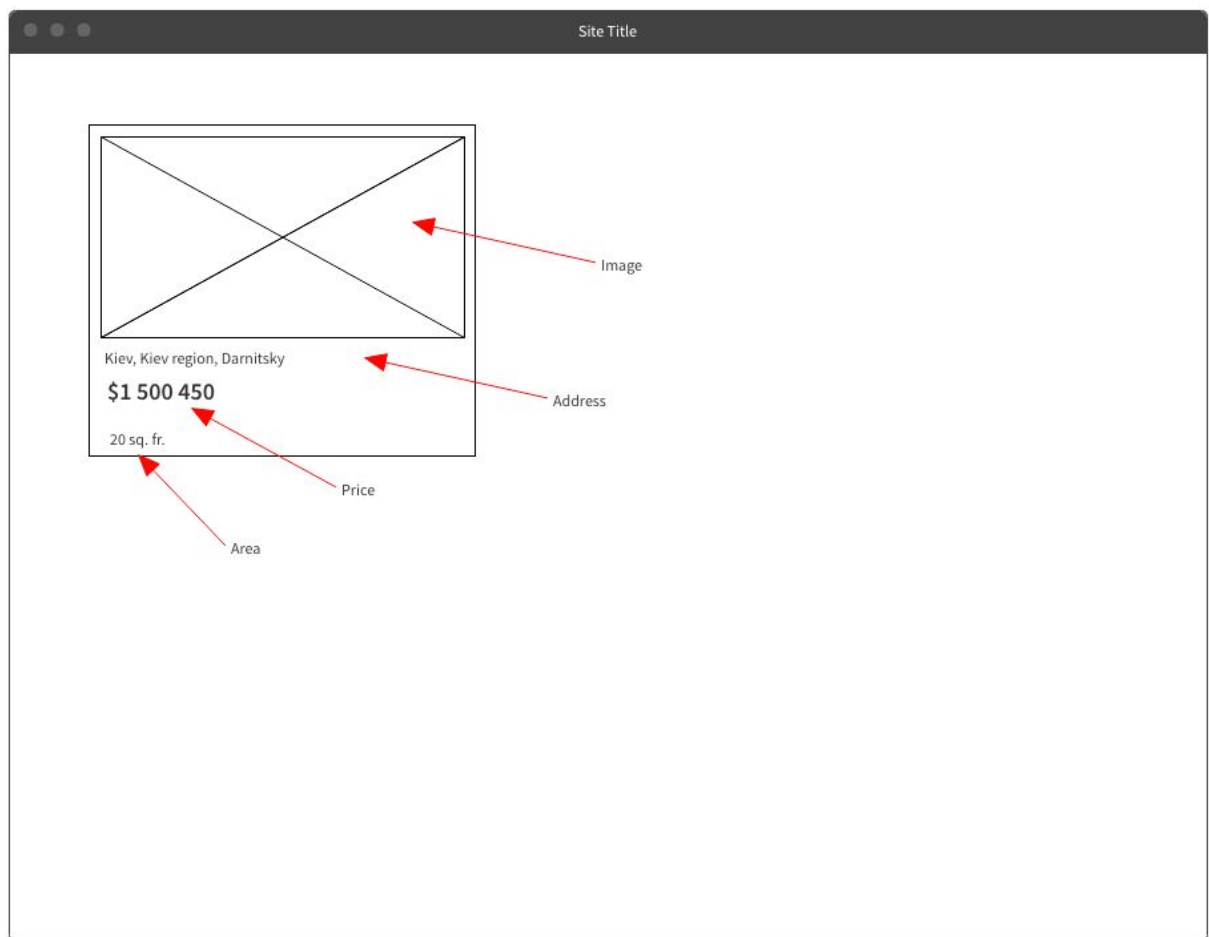 Site Title
Image
Kiev, Kiev region, Darnitsky
$1 500 450
Address
20 sq. fr.
Price
Area